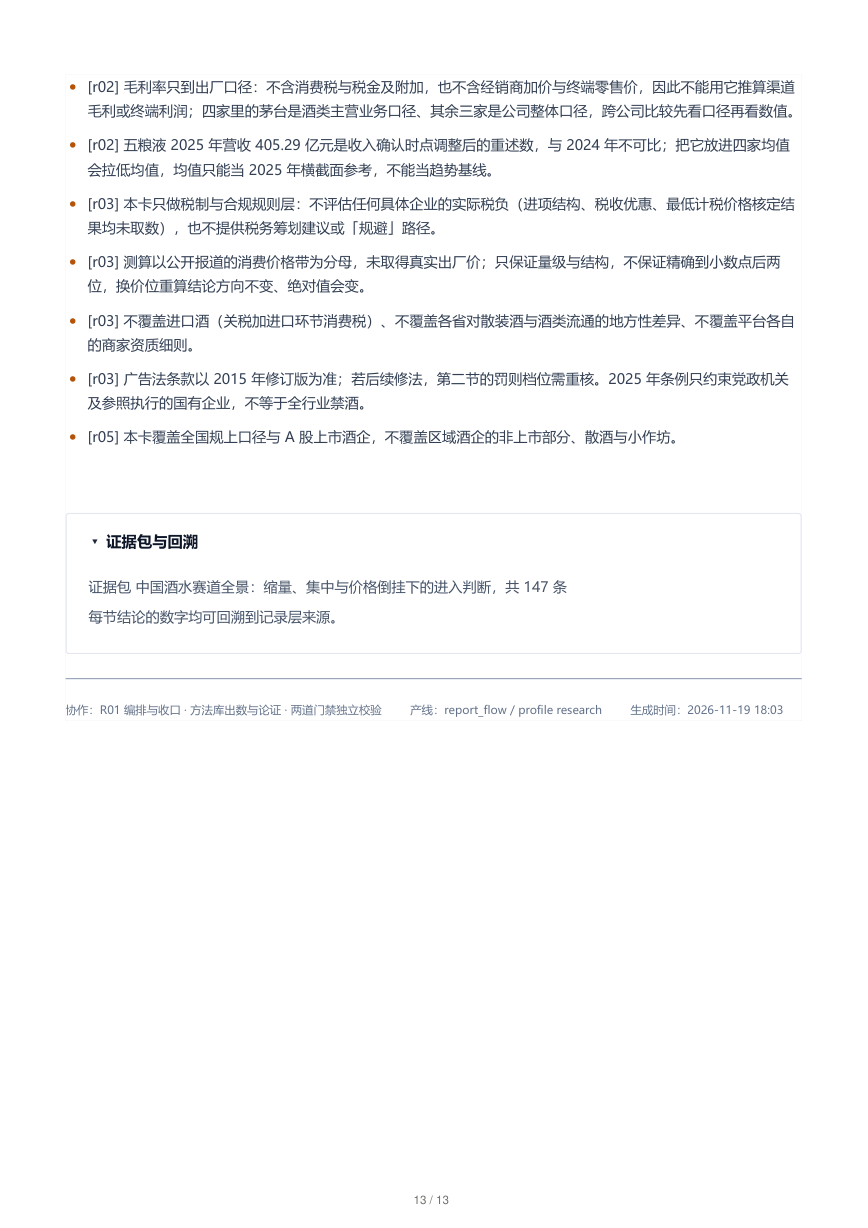 • [r02] 毛利率只到出厂口径：不含消费税与税金及附加，也不含经销商加价与终端零售价，因此不能用它推算渠道
毛利或终端利润；四家里的茅台是酒类主营业务口径、其余三家是公司整体口径，跨公司比较先看口径再看数值。
• [r02] 五粮液 2025 年营收 405.29 亿元是收入确认时点调整后的重述数，与 2024 年不可比；把它放进四家均值
会拉低均值，均值只能当 2025 年横截面参考，不能当趋势基线。
• [r03] 本卡只做税制与合规规则层：不评估任何具体企业的实际税负（进项结构、税收优惠、最低计税价格核定结
果均未取数），也不提供税务筹划建议或「规避」路径。
• [r03] 测算以公开报道的消费价格带为分母，未取得真实出厂价；只保证量级与结构，不保证精确到小数点后两
位，换价位重算结论方向不变、绝对值会变。
• [r03] 不覆盖进口酒（关税加进口环节消费税）、不覆盖各省对散装酒与酒类流通的地方性差异、不覆盖平台各自
的商家资质细则。
• [r03] 广告法条款以 2015 年修订版为准；若后续修法，第二节的罚则档位需重核。2025 年条例只约束党政机关
及参照执行的国有企业，不等于全行业禁酒。
• [r05] 本卡覆盖全国规上口径与 A 股上市酒企，不覆盖区域酒企的非上市部分、散酒与小作坊。
▾ 证据包与回溯
证据包 中国酒水赛道全景：缩量、集中与价格倒挂下的进入判断，共 147 条
每节结论的数字均可回溯到记录层来源。
协作：R01 编排与收口 · 方法库出数与论证 · 两道门禁独立校验 产线：report_flow / profile research 生成时间：2026-11-19 18:03
13 / 13